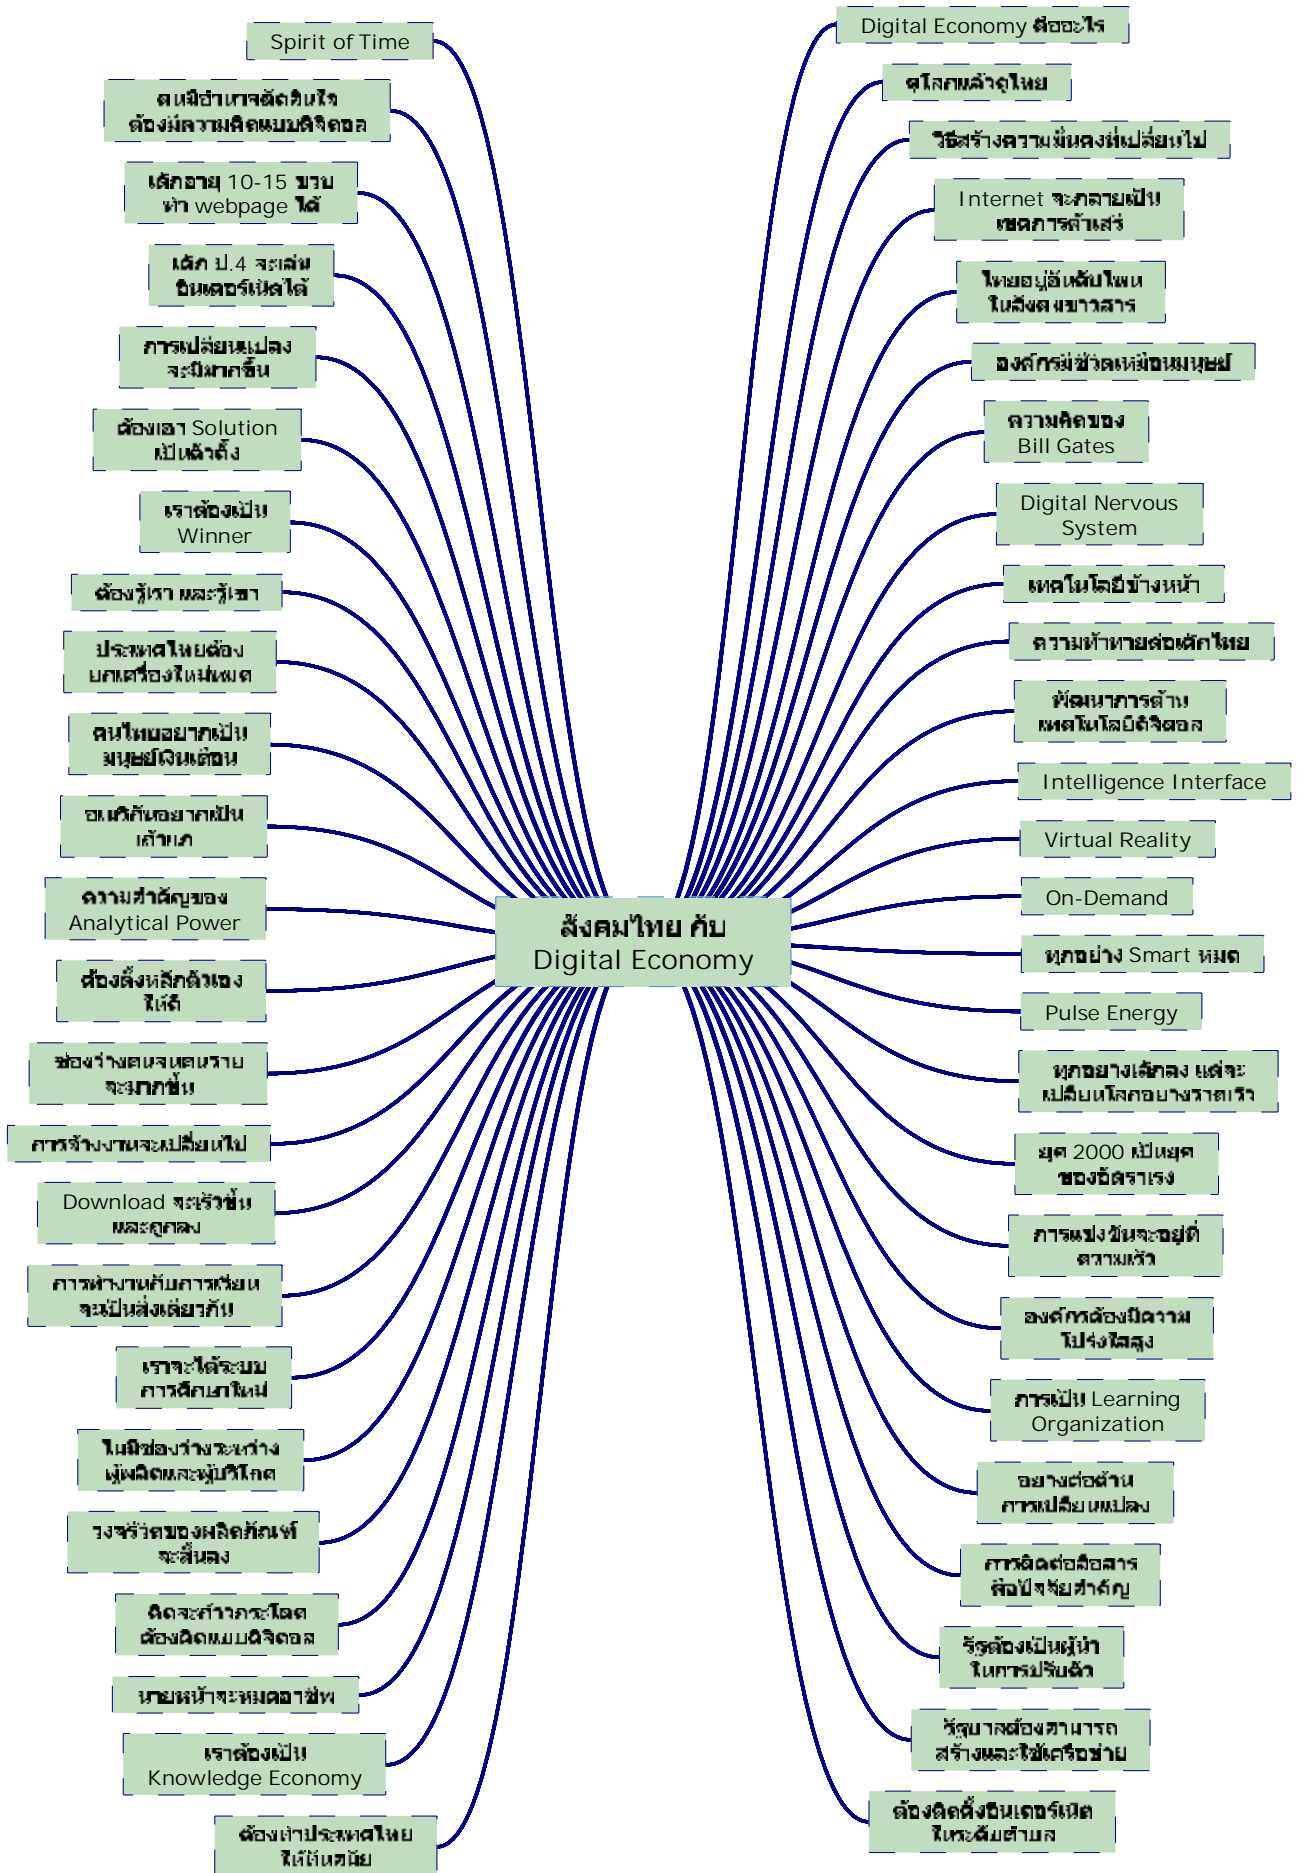 สังคมไทย กับ
Digital Economy
Digital Economy คืออะไร
ดูโลกแล้วดูไทย
วิธีสร้างความมั่นคงที่เปลี่ยนไป
Internet จะกลายเป็น
เขตการค้าเสรี
ไทยอยู่อันดับไหน
ในสังคมข่าวสาร
องค์กรมีชีวิตเหมือนมนุษย์
ความคิดของ
Bill Gates
Digital Nervous
System
เทคโนโลยีข้างหน้า
ความท้าทายต่อเด็กไทย
พัฒนาการด้าน
เทคโนโลยีดิจิตอล
Intelligence Interface
Virtual Reality
On-Demand
ทุกอย่าง Smart หมด
Pulse Energy
ทุกอย่างเล็กลง แต่จะ
เปลี่ยนโลกอย่างรวดเร็ว
ยุค 2000 เป็นยุค
ของอัตราเร่ง
การแข่งขันจะอยู่ที่
ความเร็ว
องค์กรต้องมีความ
โปร่งใสสูง
การเป็น Learning
Organization
อย่างต่อต้าน
การเปลี่ยนแปลง
การติดต่อสื่อสาร
คือปัจจัยสำคัญ
รัฐต้องเป็นผู้นำ
ในการปรับตัว
รัฐบาลต้องสามารถ
สร้างและใช้เครือข่าย
ต้องติดตั้งอินเตอร์เน็ต
ในระดับตำบล
Spirit of Time
คนมีอำนาจตัดสินใจ
ต้องมีความคิดแบบดิจิตอล
เด็กอายุ 10-15 ขวบ
ทำ webpage ได้
เด็ก ป.4 จะเล่น
อินเตอร์เน็ตได้
การเปลี่ยนแปลง
จะมีมากขึ้น
ต้องเอา Solution
เป็นตัวตั้ง
เราต้องเป็น
Winner
ต้องรู้เรา และรู้เขา
ประเทศไทยต้อง
ยกเครื่องใหม่หมด
คนไทยอยากเป็น
มนุษย์เงินเดือน
อเมริกันอยากเป็น
เถ้าแก่
ความสำคัญของ
Analytical Power
ต้องตั้งหลักตัวเอง
ให้ดี
ช่องว่างคนจนคนรวย
จะมากขึ้น
การจ้างงานจะเปลี่ยนไป
Download จะเร็วขึ้น
และถูกลง
การทำงานกับการเรียน
จะเป็นสิ่งเดียวกัน
เราจะได้ระบบ
การศึกษาใหม่
ไม่มีช่องว่างระหว่าง
ผู้ผลิตและผู้บริโภค
วงจรีวิตของผลิตภัณฑ์
จะสั้นลง
คิดจะก้าวกระโดด
ต้องคิดแบบดิจิตอล
นายหน้าจะหมดอาชีพ
เราต้องเป็น
Knowledge Economy
ต้องทำประเทศไทย
ให้ทันสมัย